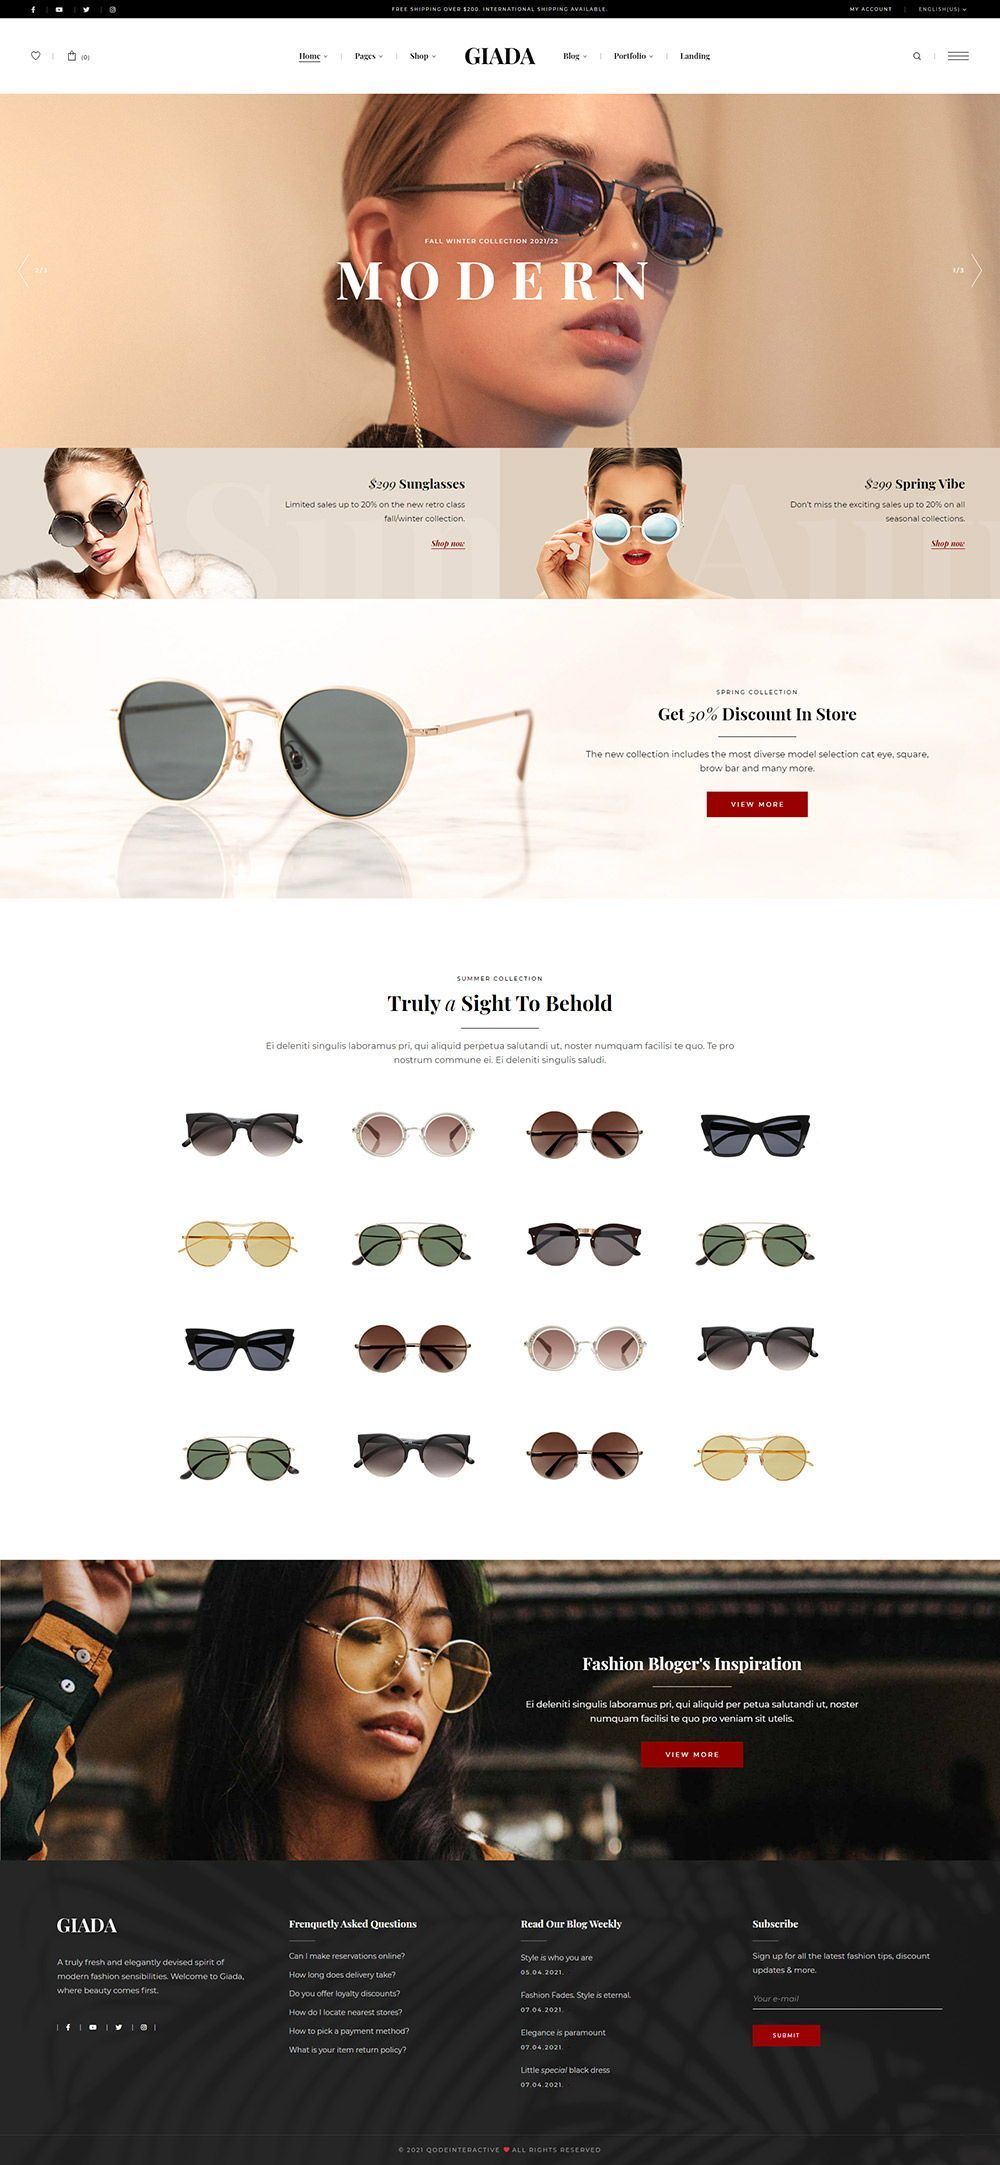 FREE SHIPPING OVER $200. INTERNATIONAL SHIPPING AVAILABLE.
MY ACCOUNT
ENGLISH(US)
(0)
Home
Pages
Shop
GIADA
Blog
Portfolio
Landing
FALL WINTER COLLECTION 2021/22
MODERN
2/3
1/3
$299 Sunglasses
Limited sales up to 20% on the new retro class
fall/winter collection.
Shop now
$299 Spring Vibe
Don't miss the exciting sales up to 20% on all
seasonal collections.
Shop now
SPRING COLLECTION
Get 50% Discount In Store
The new collection includes the most diverse model selection cat eye, square,
brow bar and many more.
VIEW MORE
SUMMER COLLECTION
Truly a Sight To Behold
Ei deleniti singulis laboramus pri, qui aliquid perpetua salutandi ut, noster numquam facilisi te quo. Te pro
nostrum commune ei. Ei deleniti singulis saludi.
Fashion Bloger's Inspiration
Ei deleniti singulis laboramus pri, qui aliquid per petua salutandi ut, noster
numquam facilisi te quo pro veniam sit utelis.
VIEW MORE
GIADA
A truly fresh and elegantly devised spirit of
modern fashion sensibilities. Welcome to Giada,
where beauty comes first.
Frenquetly Asked Questions
Can I make reservations online?
How long does delivery take?
Do you offer loyalty discounts?
How do I locate nearest stores?
How to pick a payment method?
What is your item return policy?
Read Our Blog Weekly
Style is who you are
05.04.2021.
Fashion Fades. Style is eternal.
07.04.2021.
Elegance is paramount
07.04.2021.
Little special black dress
07.04.2021.
Subscribe
Sign up for all the latest fashion tips, discount
updates & more.
Your e-mail
SUBMIT
© 2021 QODEINTERACTIVE ❤ ALL RIGHTS RESERVED